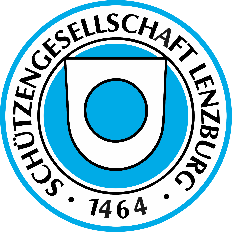 SCHÜTZENGESELLSCHAFT LENZBURG
· 1464 ·